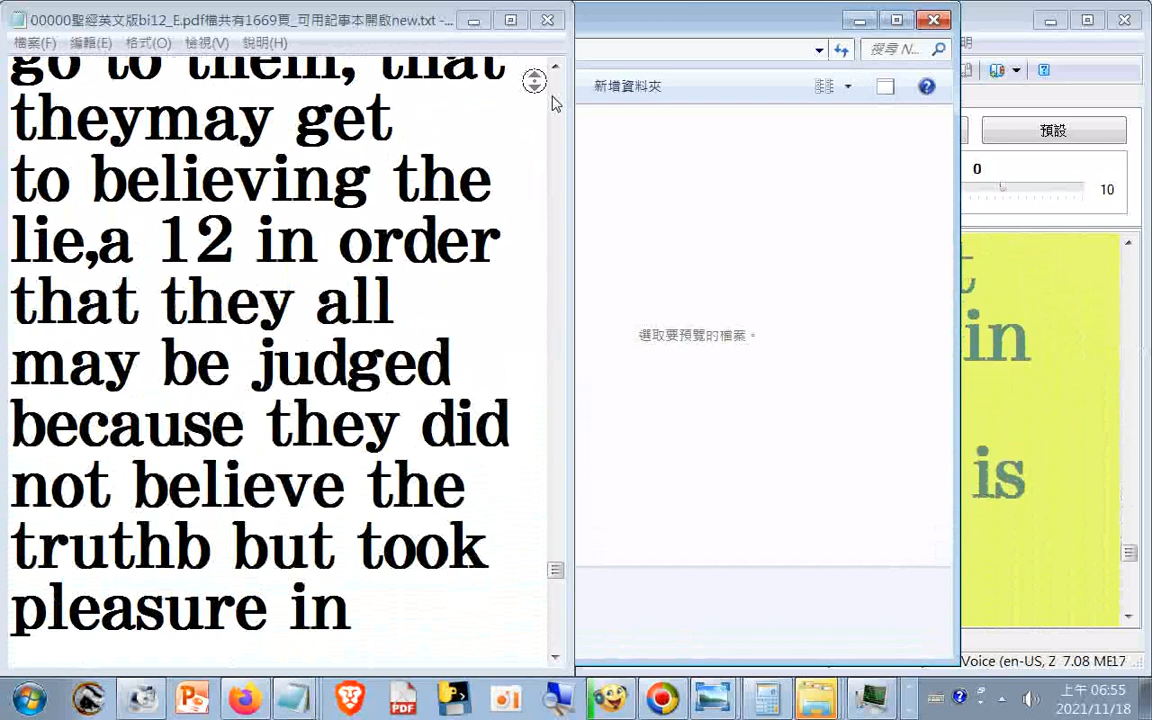 00000聖經英文版bi12_E.pdf檔共有1669頁_可用記事本開啟new.txt -...
檔案(F) 編輯(E) 格式(O) 檢視(V) 說明(H)
go to them, that
theymay get
to believing the
lie,a 12 in order
that they all
may be judged
because they did
not believe the
truthb but took
pleasure in
搜尋 N...
新增資料夾
選取要預覽的檔案。
明
預設
0
10
in
is
Voice (en-US, Z 7.08 ME17
上午 06:55
2021/11/18